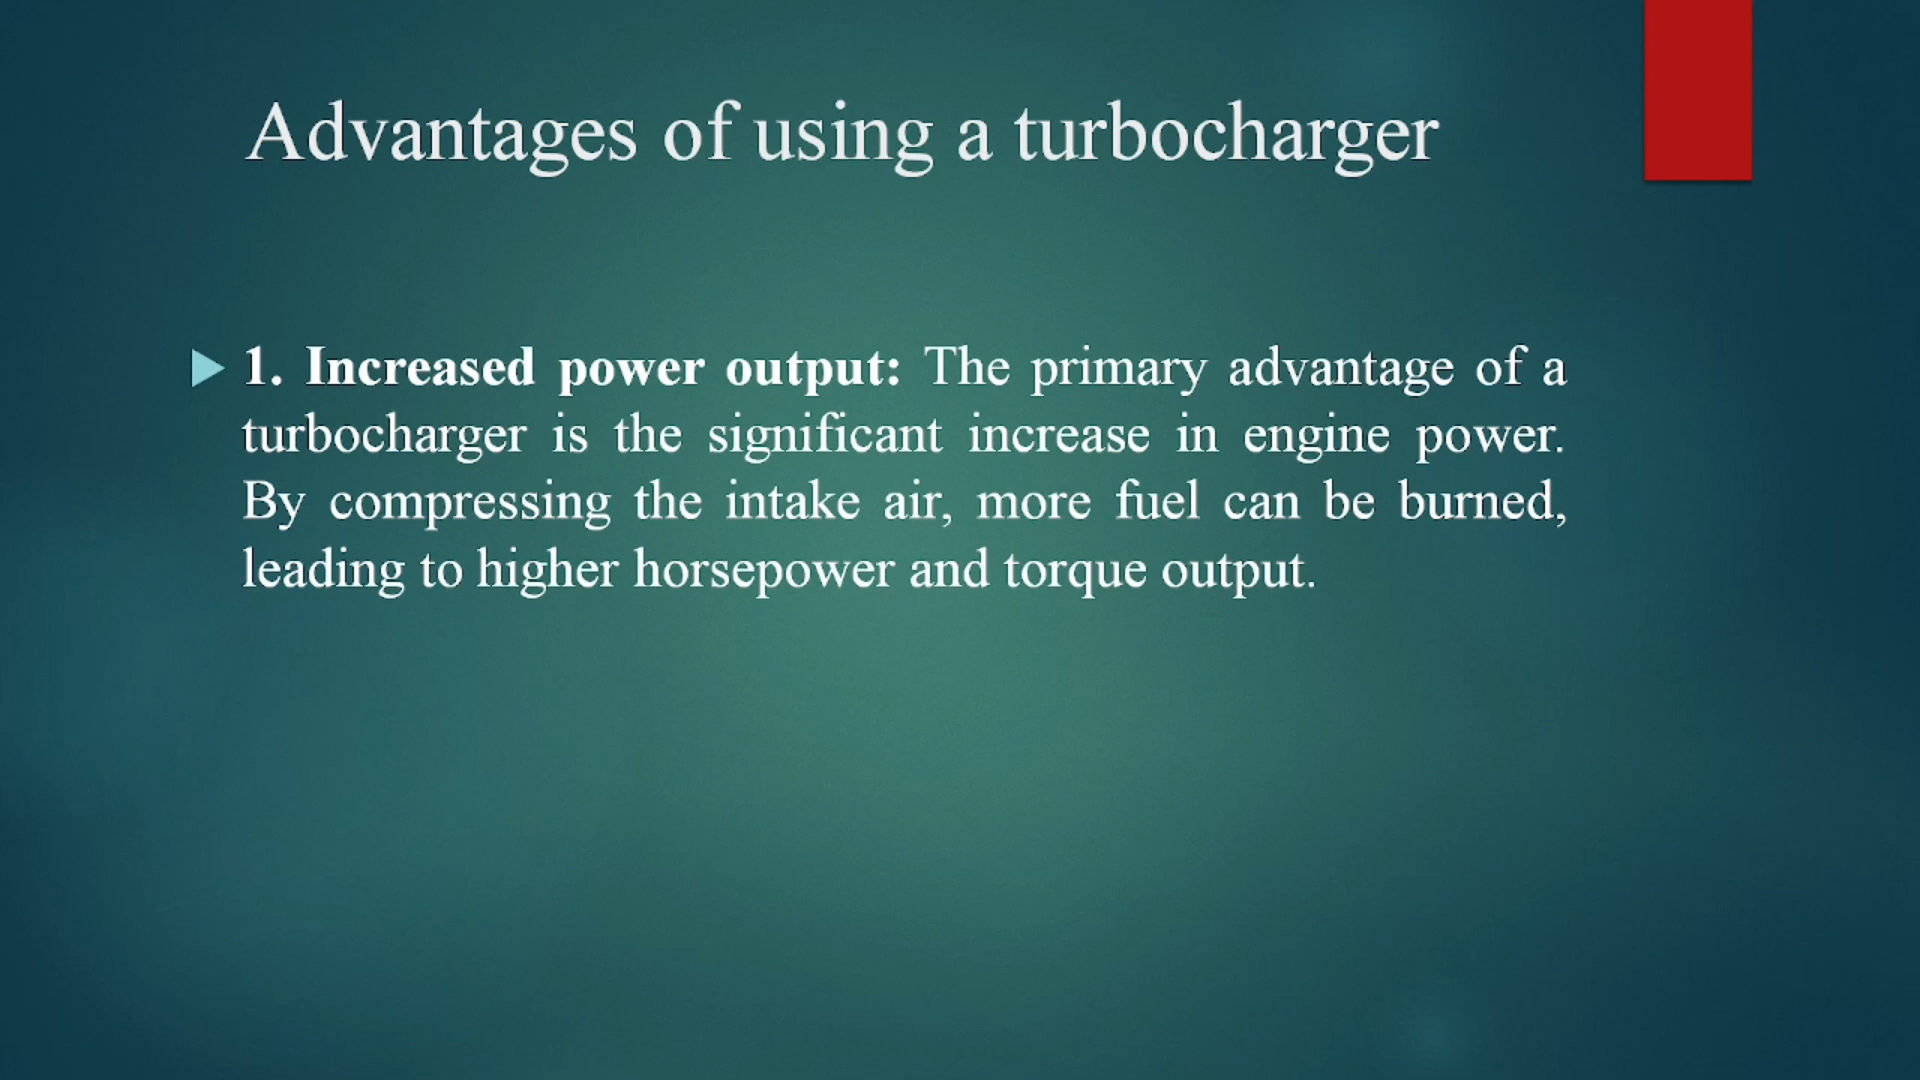 Advantages of using a turbocharger
1. Increased power output: The primary advantage of a
turbocharger is the significant increase in engine power.
By compressing the intake air, more fuel can be burned,
leading to higher horsepower and torque output.